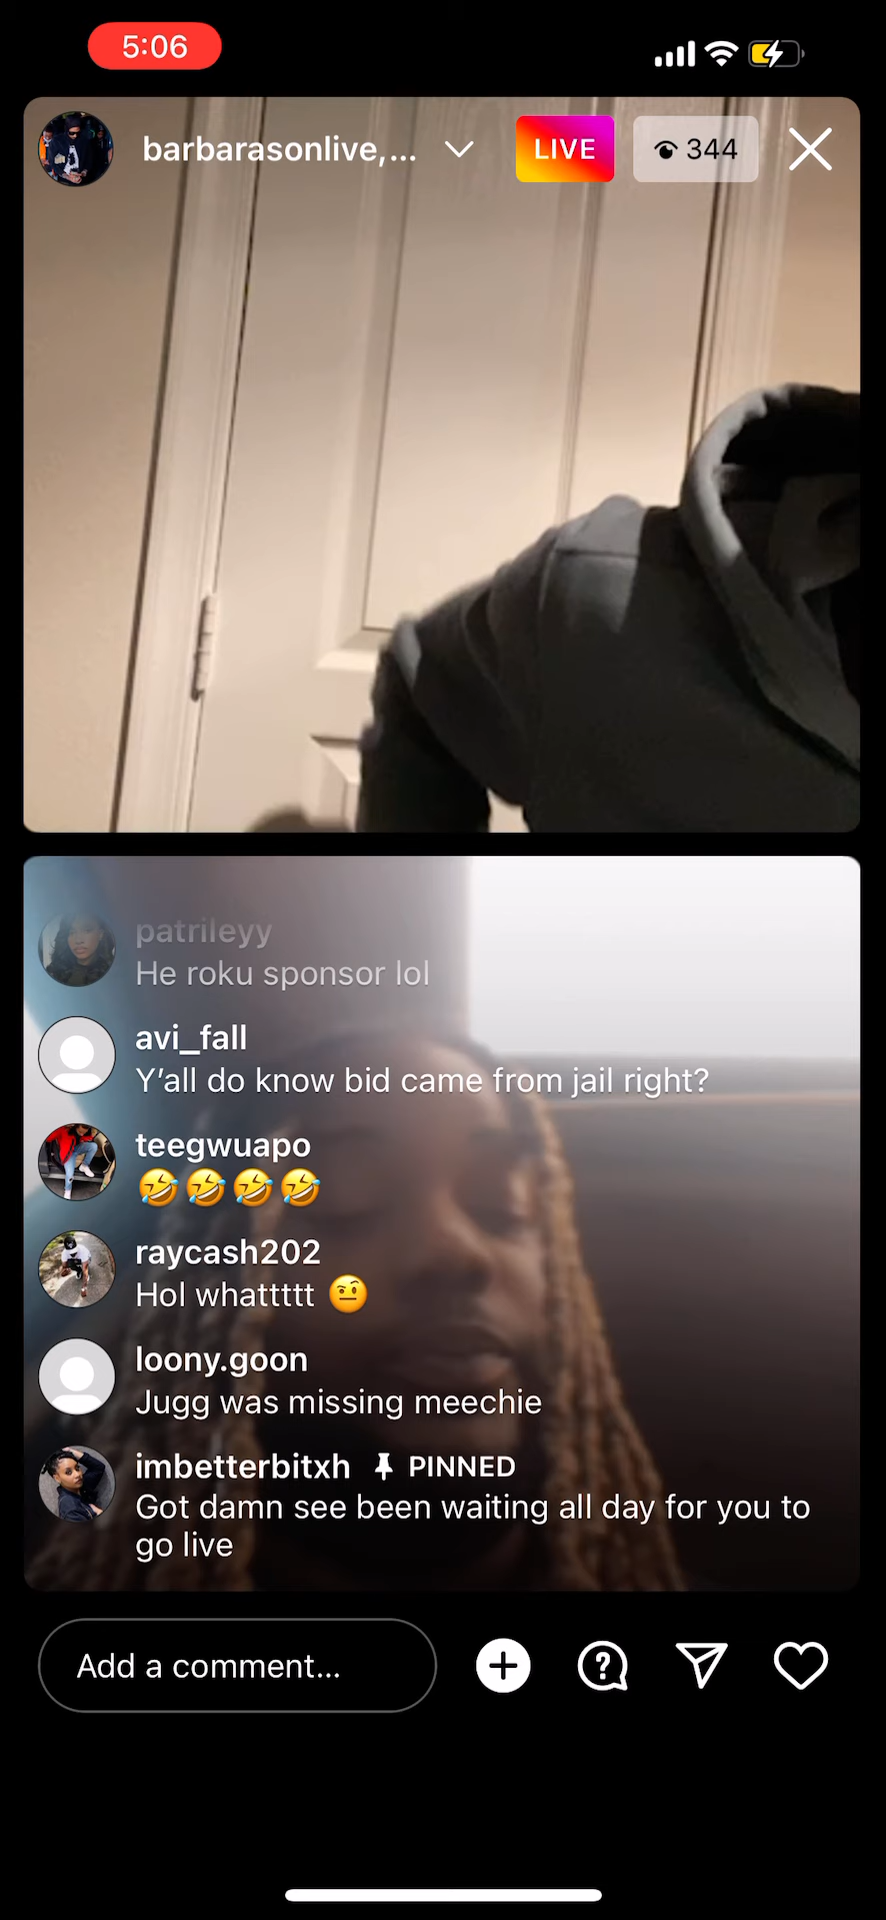 5:06
barbarasonlive,...
LIVE
344
patrileyy
He roku sponsor lol
avi_fall
Y’all do know bid came from jail right?
teegwuapo
🤣🤣🤣🤣
raycash202
Hol whattttt 🤨
loony.goon
Jugg was missing meechie
imbetterbitxh PINNED
Got damn see been waiting all day for you to
go live
Add a comment...